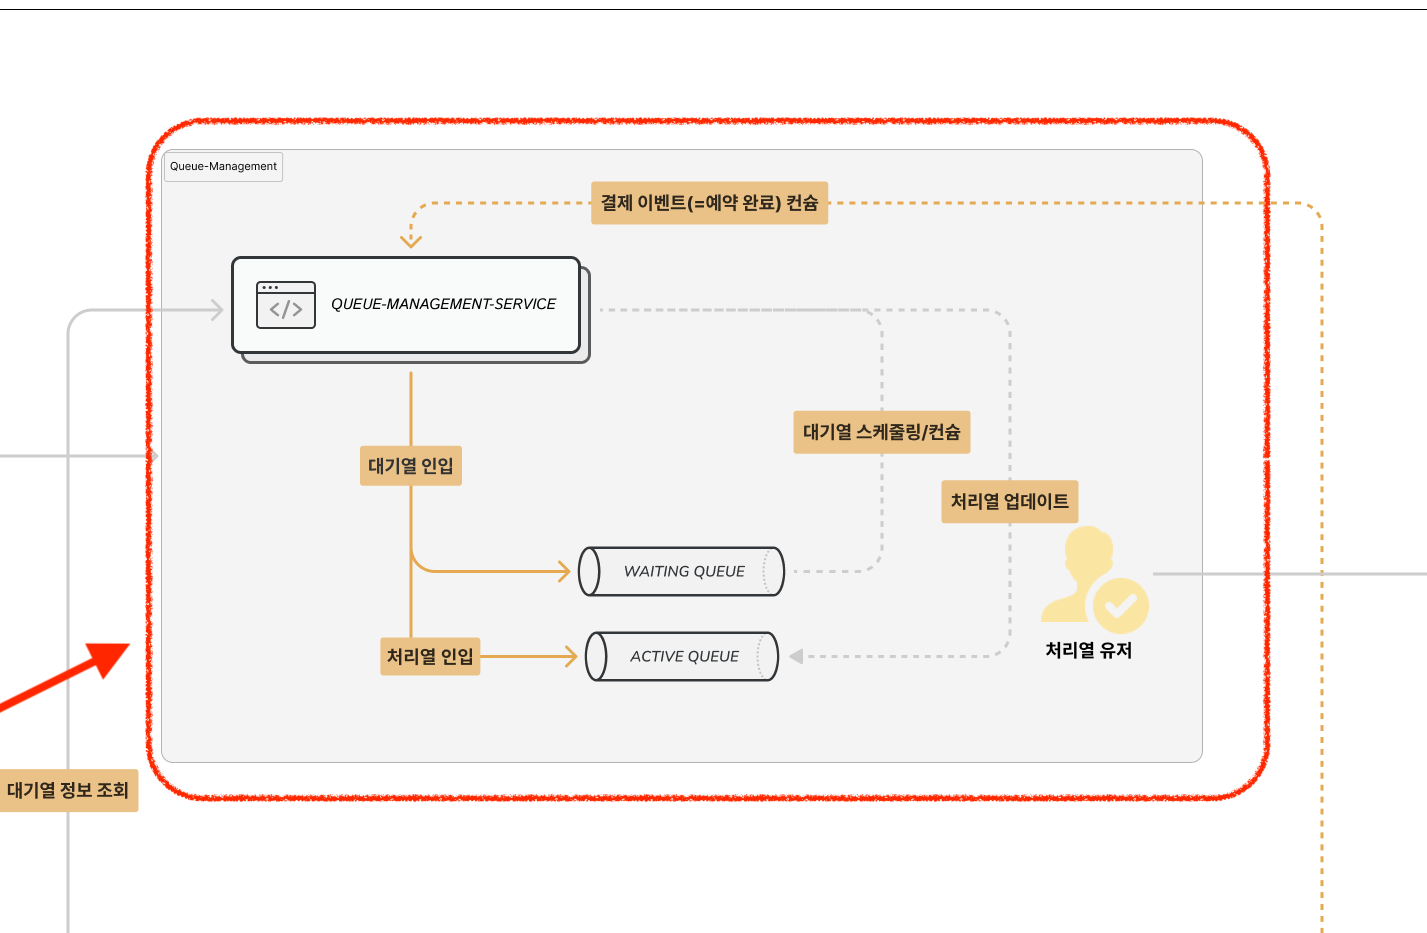 Queue-Management
결제 이벤트(=예약 완료) 컨슘
QUEUE-MANAGEMENT-SERVICE
대기열 스케줄링/컨슘
대기열 인입
처리열 업데이트
WAITING QUEUE
처리열 인입
ACTIVE QUEUE
처리열 유저
대기열 정보 조회